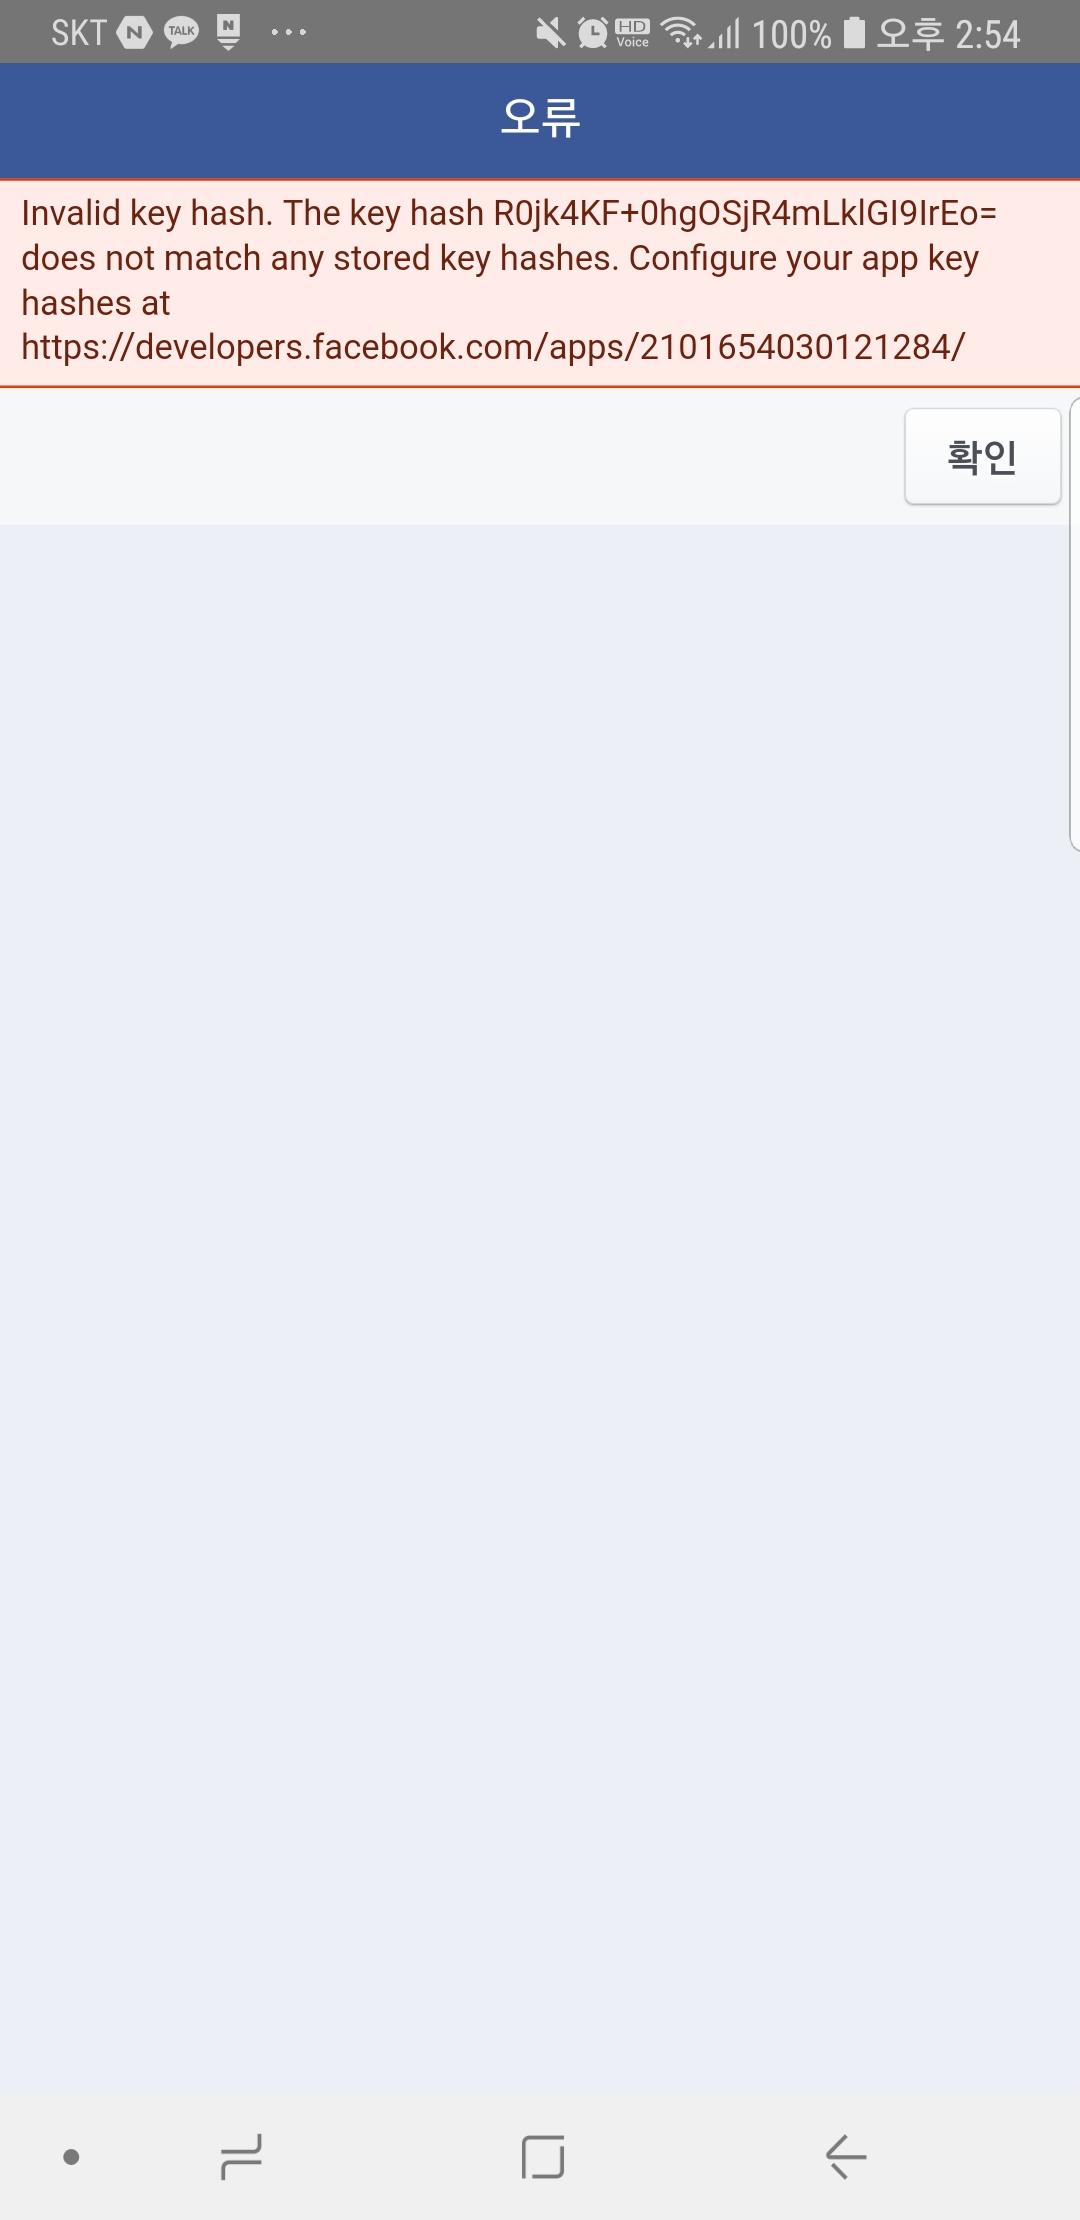 SKT N TALK N ... HD Voice 100% 오후 2:54
오류
Invalid key hash. The key hash R0jk4KF+0hgOSjR4mLklGI9IrEo=
does not match any stored key hashes. Configure your app key
hashes at
https://developers.facebook.com/apps/2101654030121284/
확인